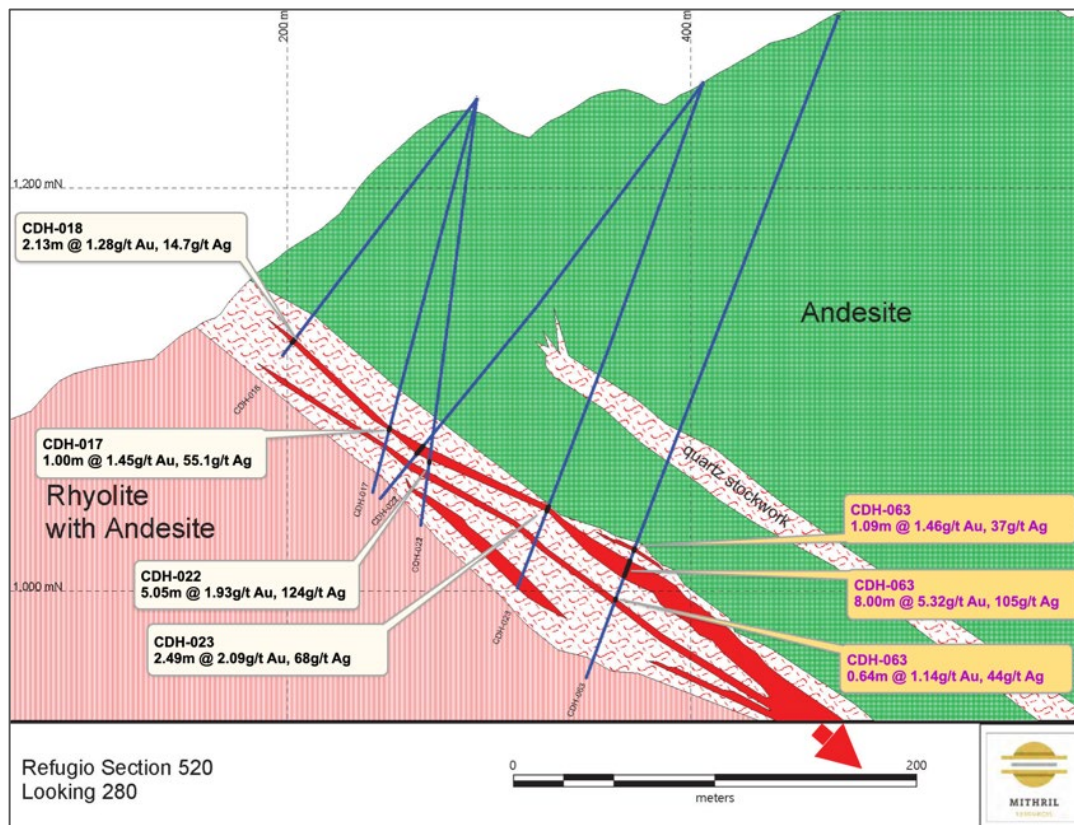 200 m
400 m
1,200 mN
CDH-018
2.13m @ 1.28g/t Au, 14.7g/t Ag
Andesite
CDH-018
CDH-017
1.00m @ 1.45g/t Au, 55.1g/t Ag
CDH-017
CDH-022
Rhyolite
with Andesite
quartz stockwork
CDH-063
1.09m @ 1.46g/t Au, 37g/t Ag
CDH-022
5.05m @ 1.93g/t Au, 124g/t Ag
1,000 mN
CDH-063
8.00m @ 5.32g/t Au, 105g/t Ag
CDH-023
2.49m @ 2.09g/t Au, 68g/t Ag
CDH-063
0.64m @ 1.14g/t Au, 44g/t Ag
CDH-063
Refugio Section 520
Looking 280
0
200
meters
MITHRIL
RESOURCES